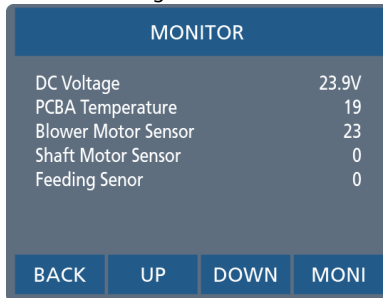 MONITOR
DC Voltage 23.9V
PCBA Temperature 19
Blower Motor Sensor 23
Shaft Motor Sensor 0
Feeding Senor 0
BACK UP DOWN MONI